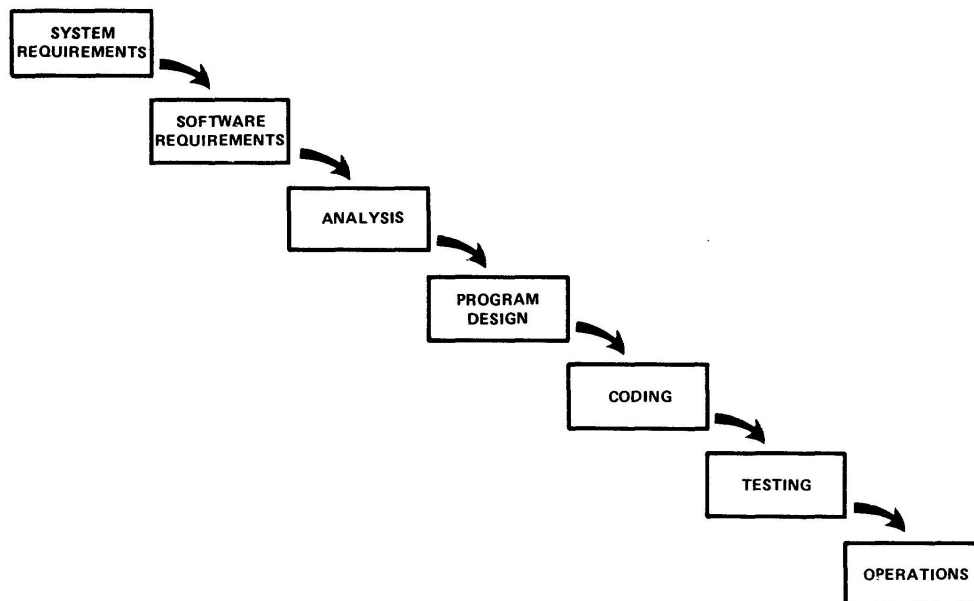 SYSTEM
REQUIREMENTS
SOFTWARE
REQUIREMENTS
ANALYSIS
PROGRAM
DESIGN
CODING
TESTING
OPERATIONS